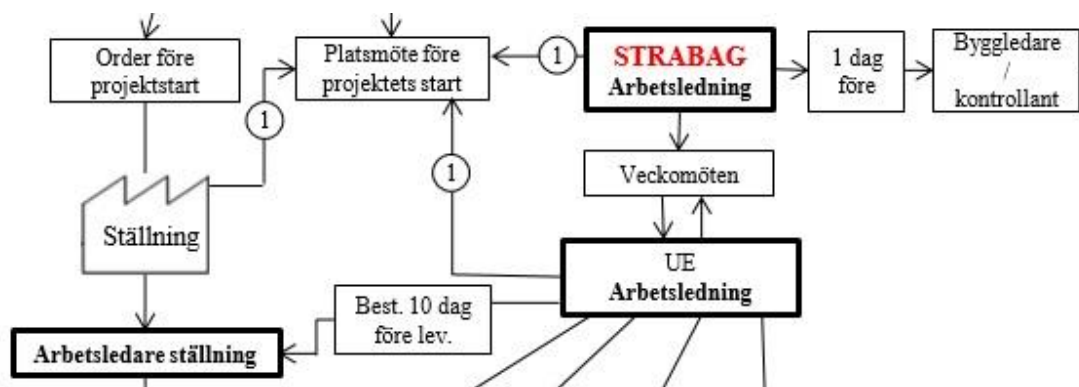 Order före
projektstart
Platsmöte före
projektets start
1
STRABAG
Arbetsledning
1 dag
före
Byggledare
/
kontrollant
1
1
Veckomöten
Ställning
UE
Arbetsledning
Best. 10 dag
före lev.
Arbetsledare ställning